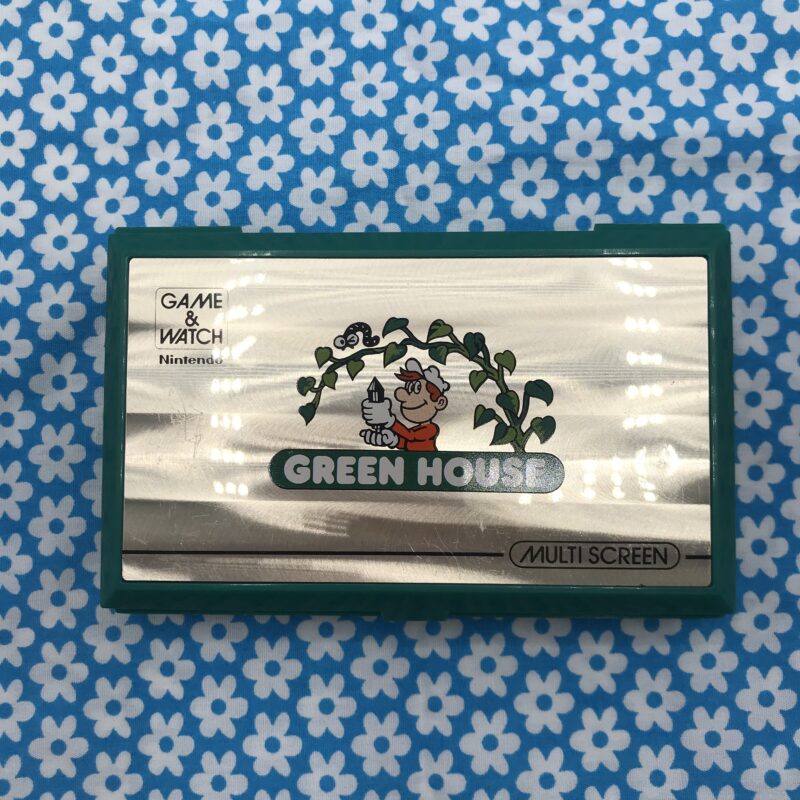 GAME
&
WATCH
Nintendo
GREEN HOUSE
MULTI SCREEN